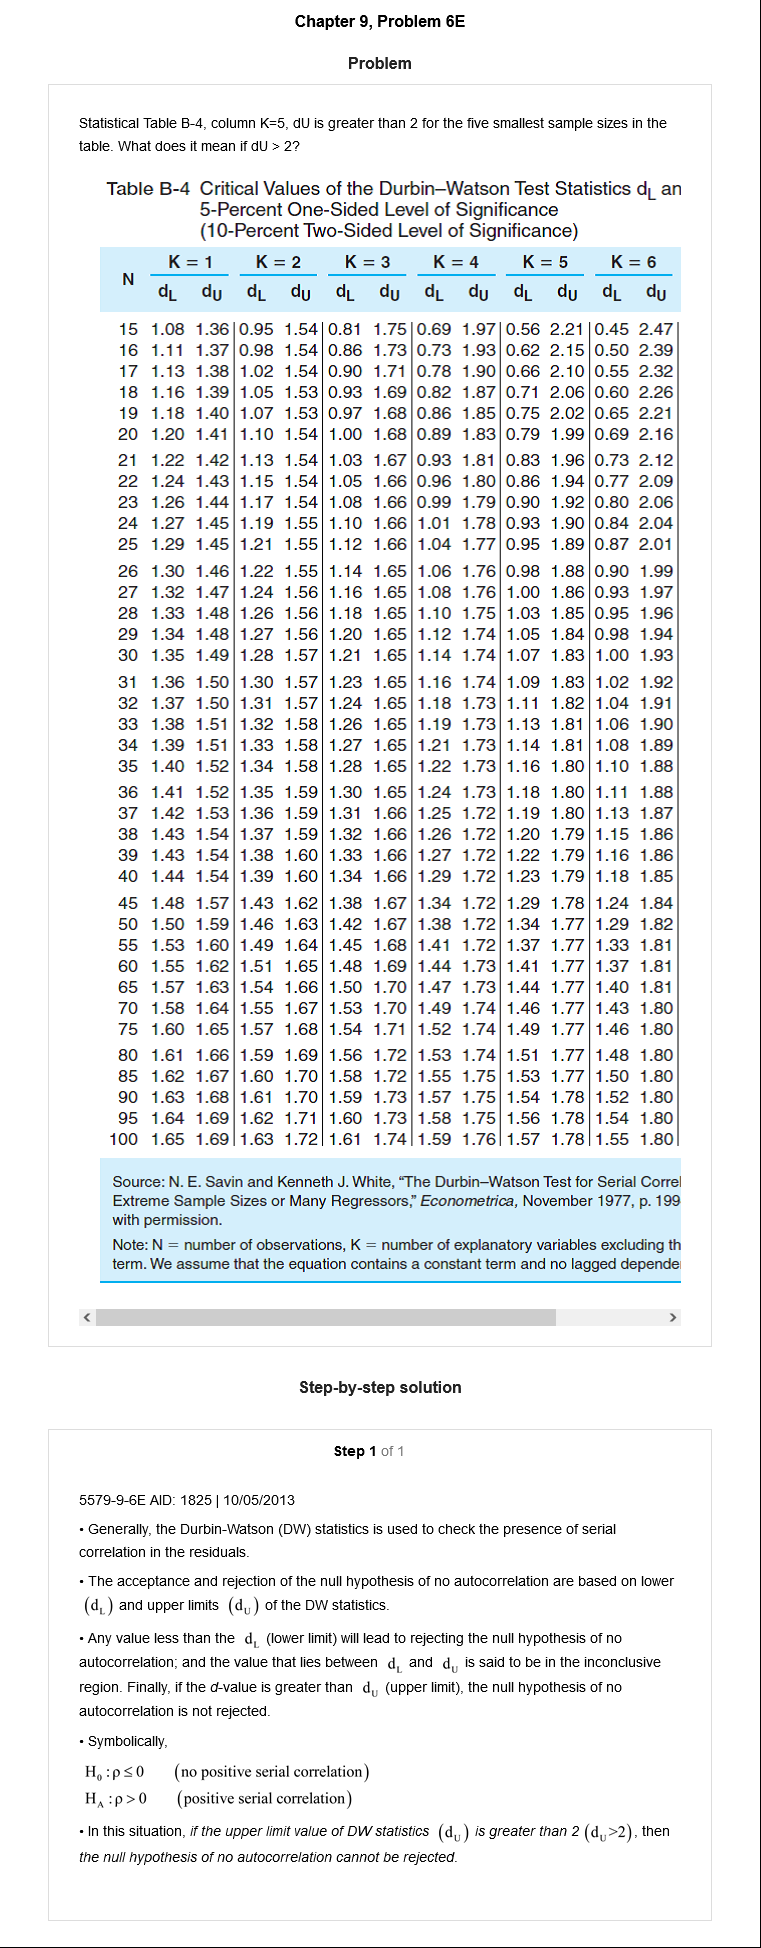 Chapter 9, Problem 6E
Problem
Statistical Table B-4, column K=5, dU is greater than 2 for the five smallest sample sizes in the
table. What does it mean if dU > 2?
Table B-4 Critical Values of the Durbin–Watson Test Statistics dL an
5-Percent One-Sided Level of Significance
(10-Percent Two-Sided Level of Significance)
K = 1 K = 2 K = 3 K = 4 K = 5 K = 6
N
dL dU dL dU dL dU dL dU dL dU dL dU
15 1.08 1.36 0.95 1.54 0.81 1.75 0.69 1.97 0.56 2.21 0.45 2.47
16 1.11 1.37 0.98 1.54 0.86 1.73 0.73 1.93 0.62 2.15 0.50 2.39
17 1.13 1.38 1.02 1.54 0.90 1.71 0.78 1.90 0.66 2.10 0.55 2.32
18 1.16 1.39 1.05 1.53 0.93 1.69 0.82 1.87 0.71 2.06 0.60 2.26
19 1.18 1.40 1.07 1.53 0.97 1.68 0.86 1.85 0.75 2.02 0.65 2.21
20 1.20 1.41 1.10 1.54 1.00 1.68 0.89 1.83 0.79 1.99 0.69 2.16
21 1.22 1.42 1.13 1.54 1.03 1.67 0.93 1.81 0.83 1.96 0.73 2.12
22 1.24 1.43 1.15 1.54 1.05 1.66 0.96 1.80 0.86 1.94 0.77 2.09
23 1.26 1.44 1.17 1.54 1.08 1.66 0.99 1.79 0.90 1.92 0.80 2.06
24 1.27 1.45 1.19 1.55 1.10 1.66 1.01 1.78 0.93 1.90 0.84 2.04
25 1.29 1.45 1.21 1.55 1.12 1.66 1.04 1.77 0.95 1.89 0.87 2.01
26 1.30 1.46 1.22 1.55 1.14 1.65 1.06 1.76 0.98 1.88 0.90 1.99
27 1.32 1.47 1.24 1.56 1.16 1.65 1.08 1.76 1.00 1.86 0.93 1.97
28 1.33 1.48 1.26 1.56 1.18 1.65 1.10 1.75 1.03 1.85 0.95 1.96
29 1.34 1.48 1.27 1.56 1.20 1.65 1.12 1.74 1.05 1.84 0.98 1.94
30 1.35 1.49 1.28 1.57 1.21 1.65 1.14 1.74 1.07 1.83 1.00 1.93
31 1.36 1.50 1.30 1.57 1.23 1.65 1.16 1.74 1.09 1.83 1.02 1.92
32 1.37 1.50 1.31 1.57 1.24 1.65 1.18 1.73 1.11 1.82 1.04 1.91
33 1.38 1.51 1.32 1.58 1.26 1.65 1.19 1.73 1.13 1.81 1.06 1.90
34 1.39 1.51 1.33 1.58 1.27 1.65 1.21 1.73 1.14 1.81 1.08 1.89
35 1.40 1.52 1.34 1.58 1.28 1.65 1.22 1.73 1.16 1.80 1.10 1.88
36 1.41 1.52 1.35 1.59 1.30 1.65 1.24 1.73 1.18 1.80 1.11 1.88
37 1.42 1.53 1.36 1.59 1.31 1.66 1.25 1.72 1.19 1.80 1.13 1.87
38 1.43 1.54 1.37 1.59 1.32 1.66 1.26 1.72 1.20 1.79 1.15 1.86
39 1.43 1.54 1.38 1.60 1.33 1.66 1.27 1.72 1.22 1.79 1.16 1.86
40 1.44 1.54 1.39 1.60 1.34 1.66 1.29 1.72 1.23 1.79 1.18 1.85
45 1.48 1.57 1.43 1.62 1.38 1.67 1.34 1.72 1.29 1.78 1.24 1.84
50 1.50 1.59 1.46 1.63 1.42 1.67 1.38 1.72 1.34 1.77 1.29 1.82
55 1.53 1.60 1.49 1.64 1.45 1.68 1.41 1.72 1.37 1.77 1.33 1.81
60 1.55 1.62 1.51 1.65 1.48 1.69 1.44 1.73 1.41 1.77 1.37 1.81
65 1.57 1.63 1.54 1.66 1.50 1.70 1.47 1.73 1.44 1.77 1.40 1.81
70 1.58 1.64 1.55 1.67 1.53 1.70 1.49 1.74 1.46 1.77 1.43 1.80
75 1.60 1.65 1.57 1.68 1.54 1.71 1.52 1.74 1.49 1.77 1.46 1.80
80 1.61 1.66 1.59 1.69 1.56 1.72 1.53 1.74 1.51 1.77 1.48 1.80
85 1.62 1.67 1.60 1.70 1.58 1.72 1.55 1.75 1.53 1.77 1.50 1.80
90 1.63 1.68 1.61 1.70 1.59 1.73 1.57 1.75 1.54 1.78 1.52 1.80
95 1.64 1.69 1.62 1.71 1.60 1.73 1.58 1.75 1.56 1.78 1.54 1.80
100 1.65 1.69 1.63 1.72 1.61 1.74 1.59 1.76 1.57 1.78 1.55 1.80
Source: N. E. Savin and Kenneth J. White, “The Durbin–Watson Test for Serial Correl
Extreme Sample Sizes or Many Regressors,” Econometrica, November 1977, p. 199
with permission.
Note: N = number of observations, K = number of explanatory variables excluding th
term. We assume that the equation contains a constant term and no lagged depende
Step-by-step solution
Step 1 of 1
5579-9-6E AID: 1825 | 10/05/2013
• Generally, the Durbin-Watson (DW) statistics is used to check the presence of serial
correlation in the residuals.
• The acceptance and rejection of the null hypothesis of no autocorrelation are based on lower
(dL) and upper limits (dU) of the DW statistics.
• Any value less than the dL (lower limit) will lead to rejecting the null hypothesis of no
autocorrelation; and the value that lies between dL and dU is said to be in the inconclusive
region. Finally, if the d-value is greater than dU (upper limit), the null hypothesis of no
autocorrelation is not rejected.
• Symbolically,
H0 : ρ ≤ 0 (no positive serial correlation)
HA : ρ > 0 (positive serial correlation)
• In this situation, if the upper limit value of DW statistics (dU) is greater than 2 (dU>2), then
the null hypothesis of no autocorrelation cannot be rejected.